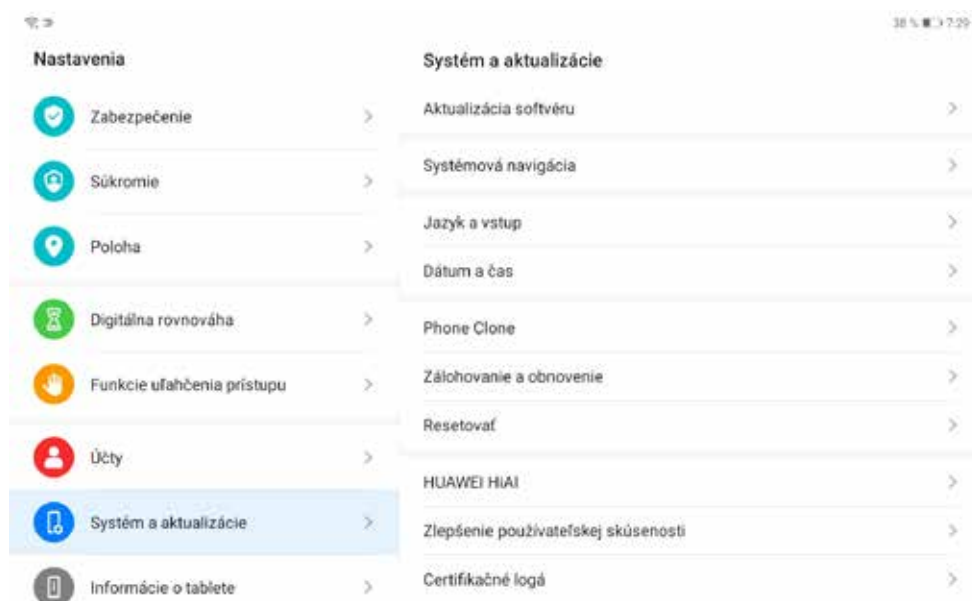 38 % 7:29
Nastavenia
Zabezpečenie
Súkromie
Poloha
Digitálna rovnováha
Funkcie uľahčenia prístupu
Účty
Systém a aktualizácie
Informácie o tablete
Systém a aktualizácie
Aktualizácia softvéru
Systémová navigácia
Jazyk a vstup
Dátum a čas
Phone Clone
Zálohovanie a obnovenie
Resetovať
HUAWEI HiAI
Zlepšenie používateľskej skúsenosti
Certifikačné logá